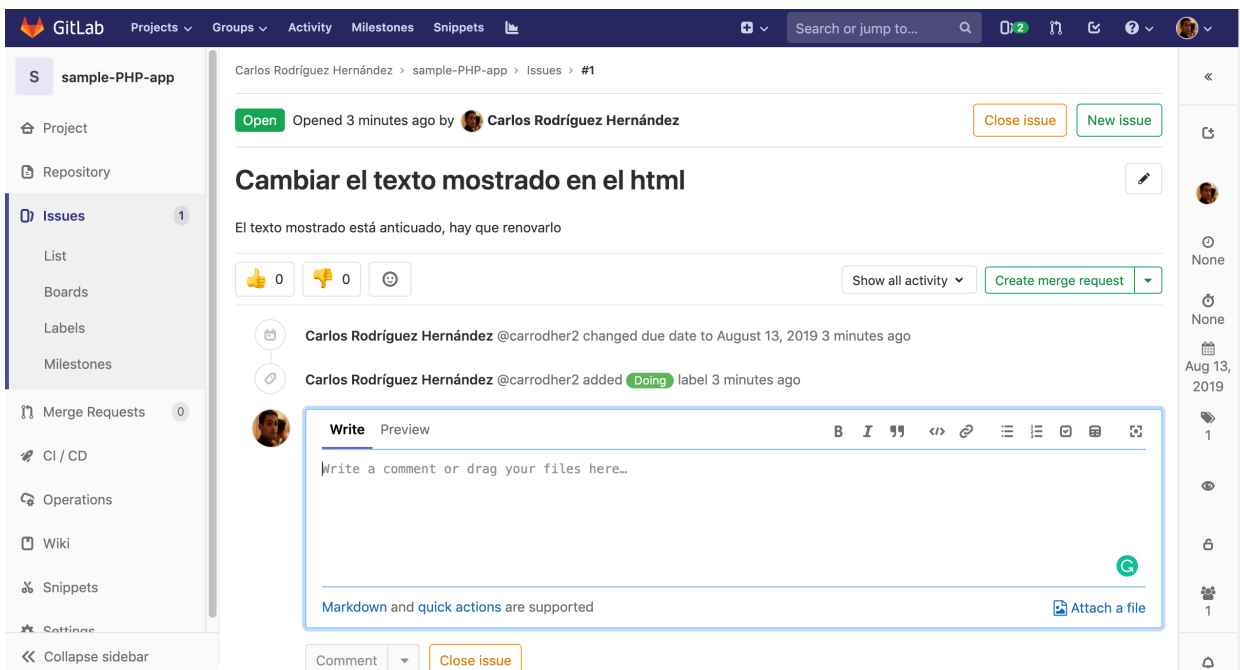 GitLab Projects Groups Activity Milestones Snippets Search or jump to... 2
S sample-PHP-app
Carlos Rodríguez Hernández › sample-PHP-app › Issues › #1
Project
Repository
Issues 1
List
Boards
Labels
Milestones
Merge Requests 0
CI / CD
Operations
Wiki
Snippets
Settings
Collapse sidebar
Open Opened 3 minutes ago by Carlos Rodríguez Hernández Close issue New issue
Cambiar el texto mostrado en el html
El texto mostrado está anticuado, hay que renovarlo
0 0 Show all activity Create merge request
Carlos Rodríguez Hernández @carrodher2 changed due date to August 13, 2019 3 minutes ago
Carlos Rodríguez Hernández @carrodher2 added Doing label 3 minutes ago
Write Preview B I
Write a comment or drag your files here…
Markdown and quick actions are supported Attach a file
Comment Close issue
None
None
Aug 13,
2019
1
1